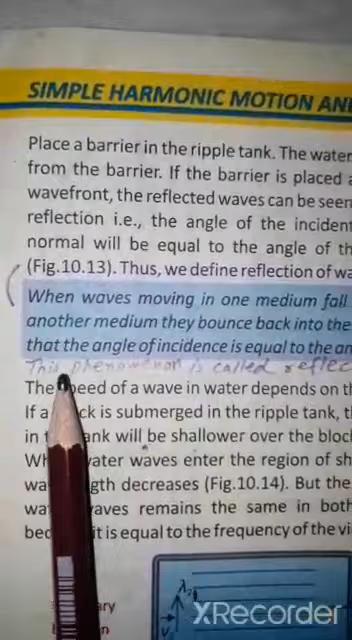 SIMPLE HARMONIC MOTION AN
Place a barrier in the ripple tank. The water
from the barrier. If the barrier is placed
wavefront, the reflected waves can be seen
reflection i.e., the angle of the incident
normal will be equal to the angle of th
(Fig.10.13). Thus, we define reflection of wa
When waves moving in one medium fall
another medium they bounce back into the
that the angle of incidence is equal to the an
This phenomenon is called reflec
The eed of a wave in water depends on th
If a ck is submerged in the ripple tank, t
in ank will be shallower over the bloc
Wh ater waves enter the region of sh
wa gth decreases (Fig.10.14). But the
wa waves remains the same in both
bec it is equal to the frequency of the vi
ary
n
λ
V
XRecorder